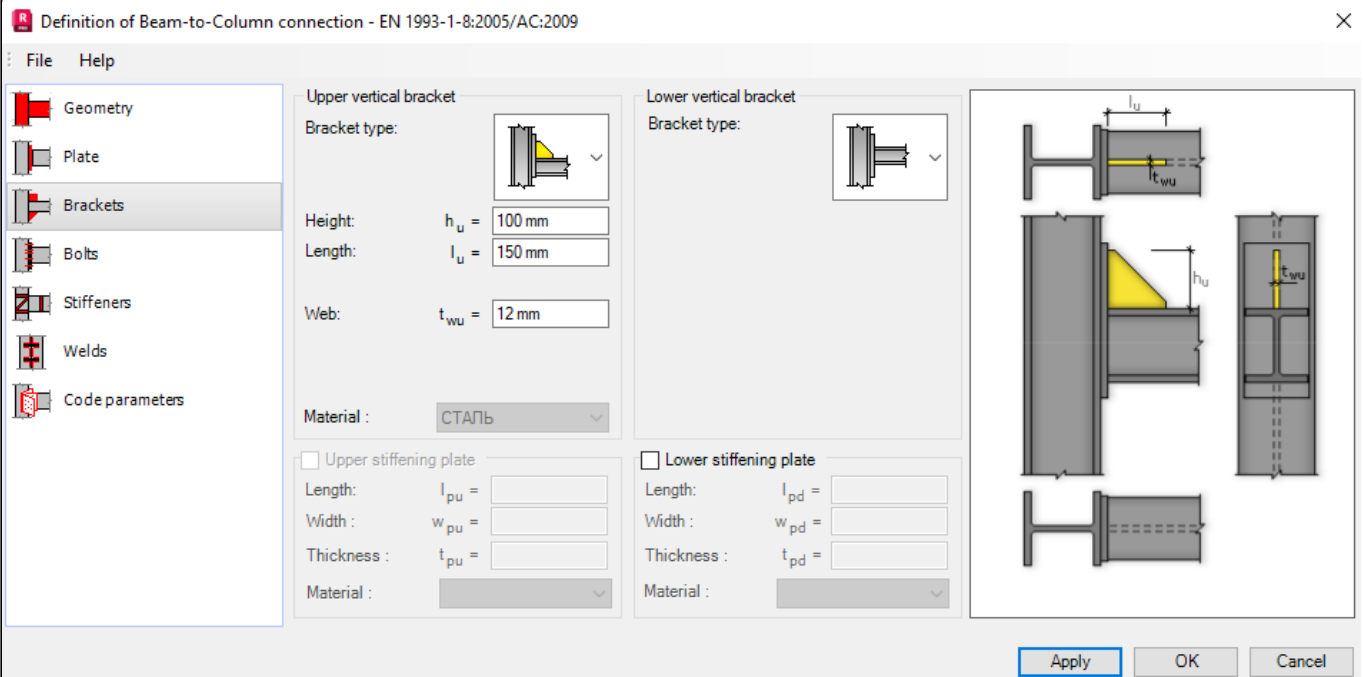 R
PRO
Definition of Beam-to-Column connection - EN 1993-1-8:2005/AC:2009
File Help
Geometry
Plate
Brackets
Bolts
Stiffeners
Welds
Code parameters
Upper vertical bracket
Bracket type:
Height: h u = 100 mm
Length: l u = 150 mm
Web: t wu = 12 mm
Material : СТАЛЬ
Lower vertical bracket
Bracket type:
Upper stiffening plate
Length: l pu =
Width : w pu =
Thickness : t pu =
Material :
Lower stiffening plate
Length: l pd =
Width : w pd =
Thickness : t pd =
Material :
lu
twu
hu
twu
Apply OK Cancel